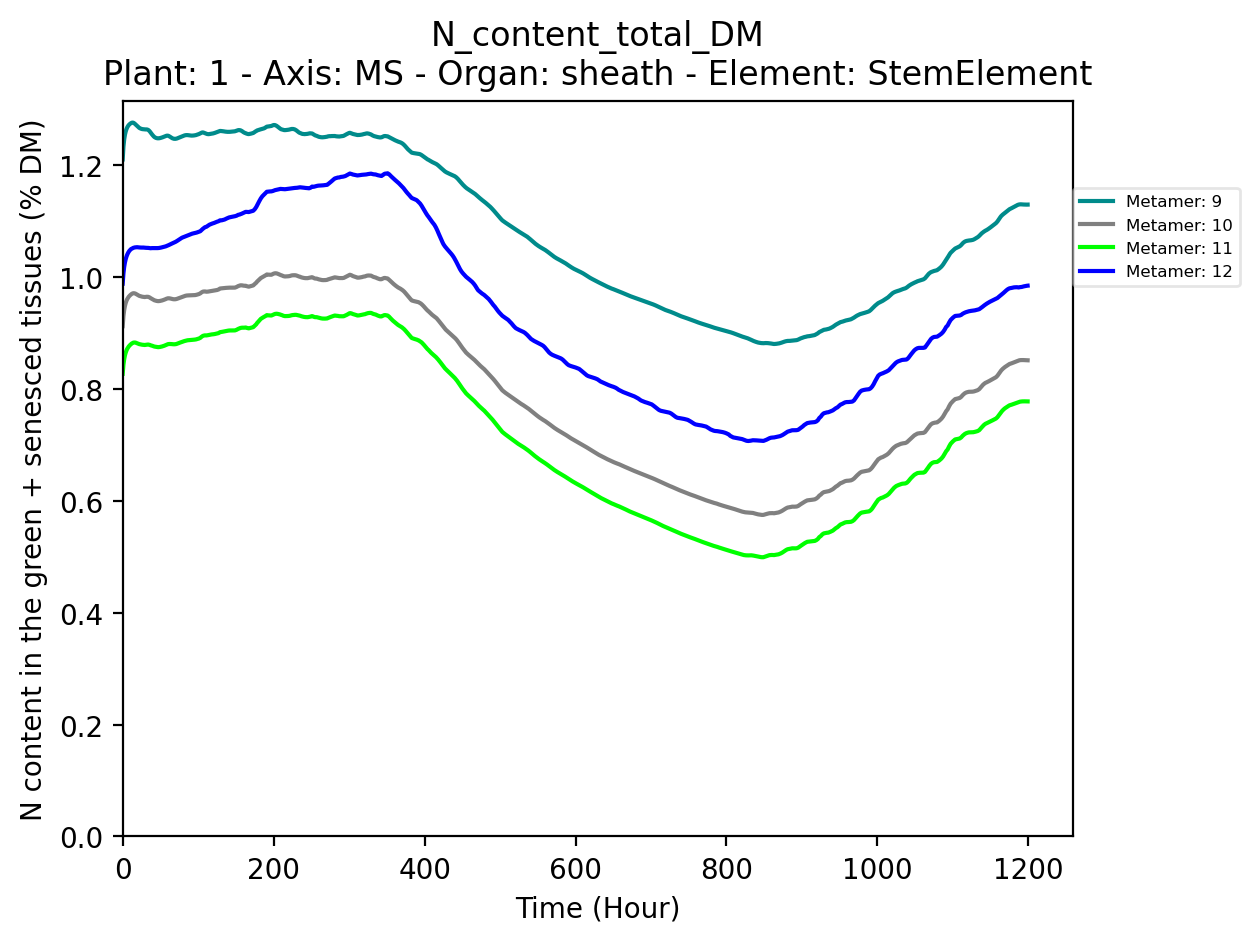 N_content_total_DM
Plant: 1 - Axis: MS - Organ: sheath - Element: StemElement
N content in the green + senesced tissues (% DM)
1.2
1.0
0.8
0.6
0.4
0.2
0.0
0 200 400 600 800 1000 1200
Time (Hour)
Metamer: 9
Metamer: 10
Metamer: 11
Metamer: 12